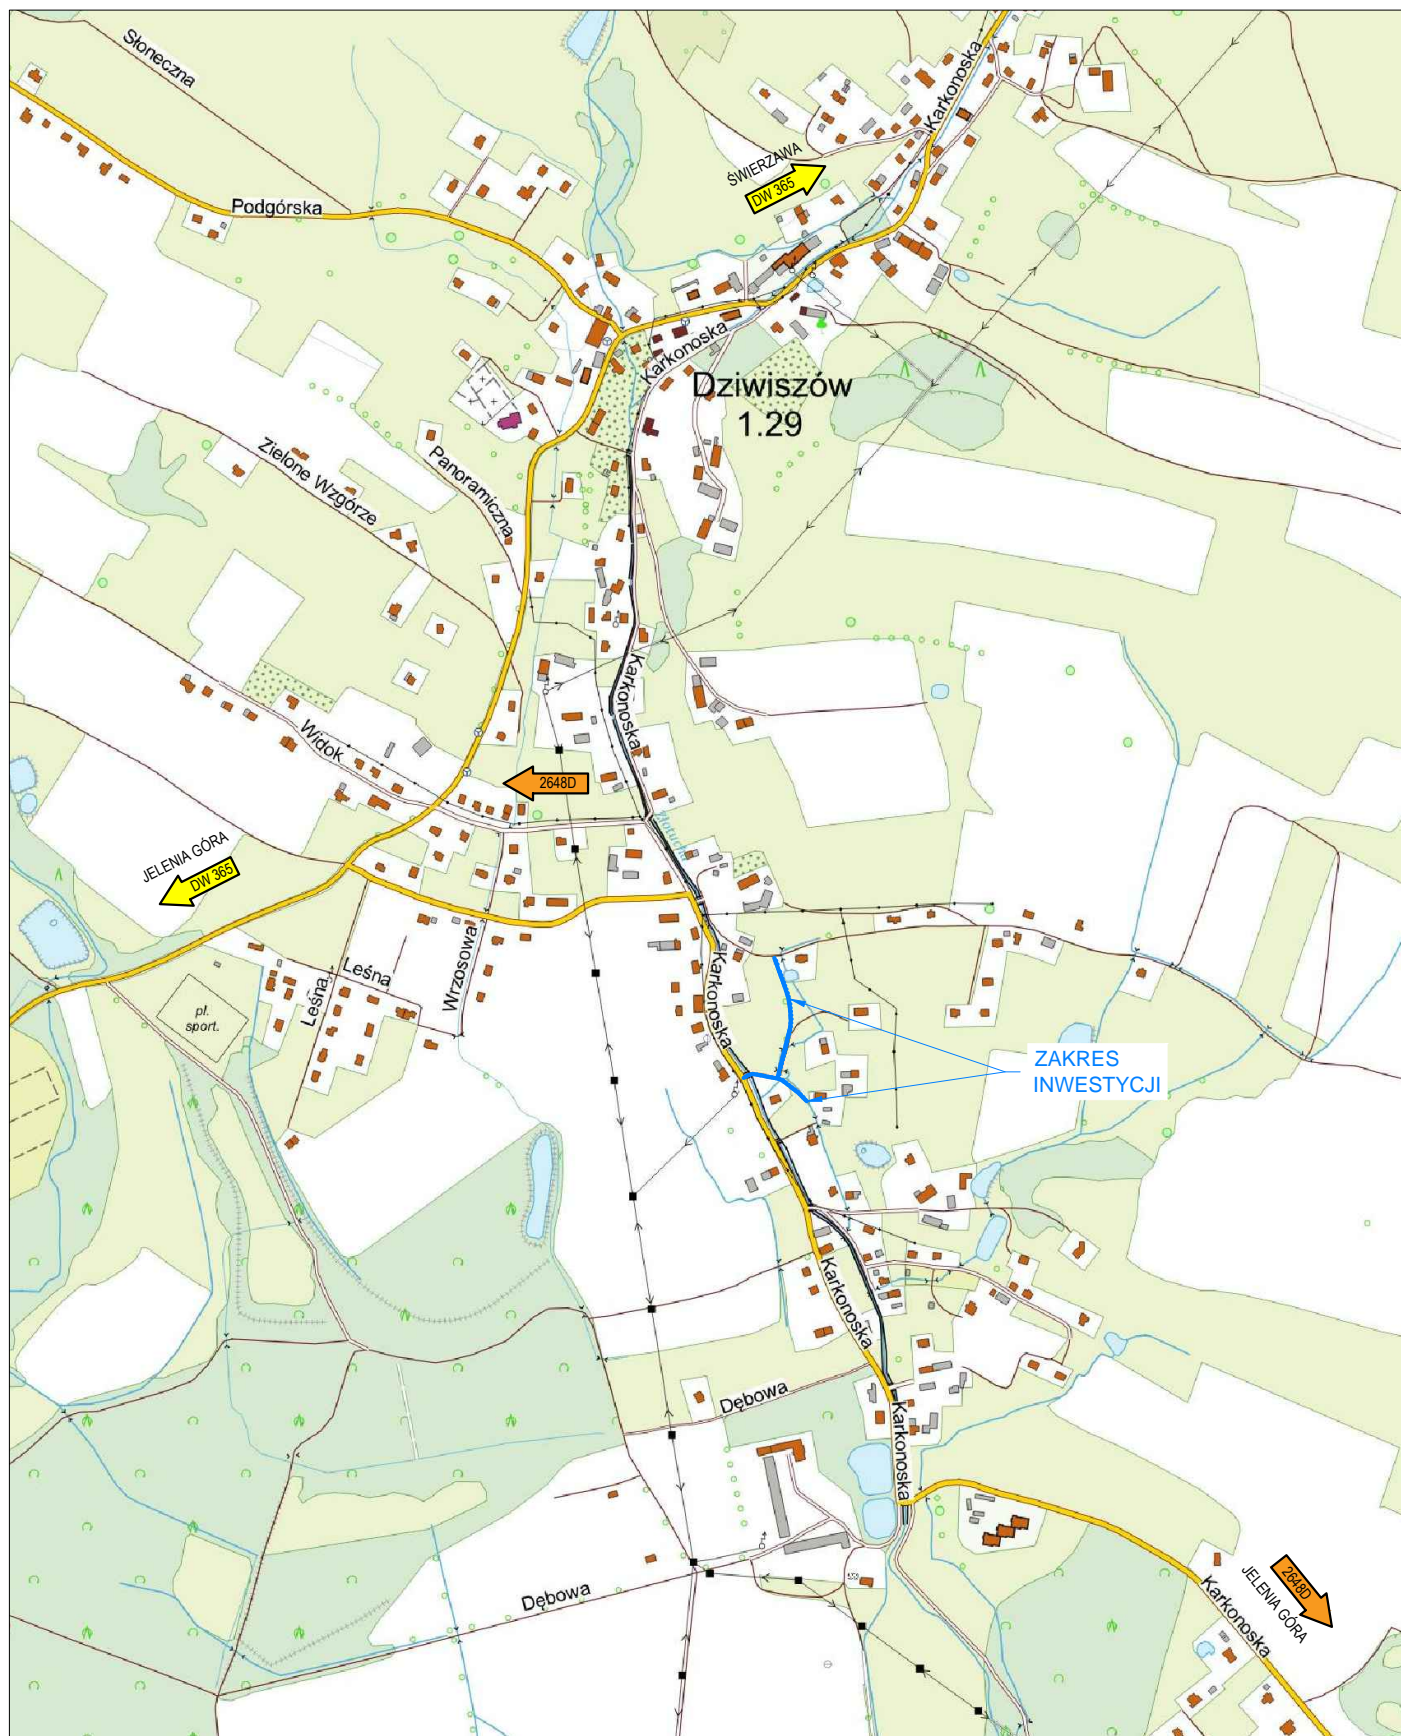 Słoneczna
Karkonoska
ŚWIERZAWA
DW 365
Podgórska
Karkonoska
Dziwiszów
1.29
Zielone Wzgórze
Panoramiczna
Karkonoska
Widok
2648D
Złotucha
JELENIA GÓRA
DW 365
Wrzosowa
Leśna
Leśna
Karkonoska
pl.
sport.
ZAKRES
INWESTYCJI
Karkonoska
Dębowa
Karkonoska
Dębowa
2648D
JELENIA GÓRA
Karkonoska